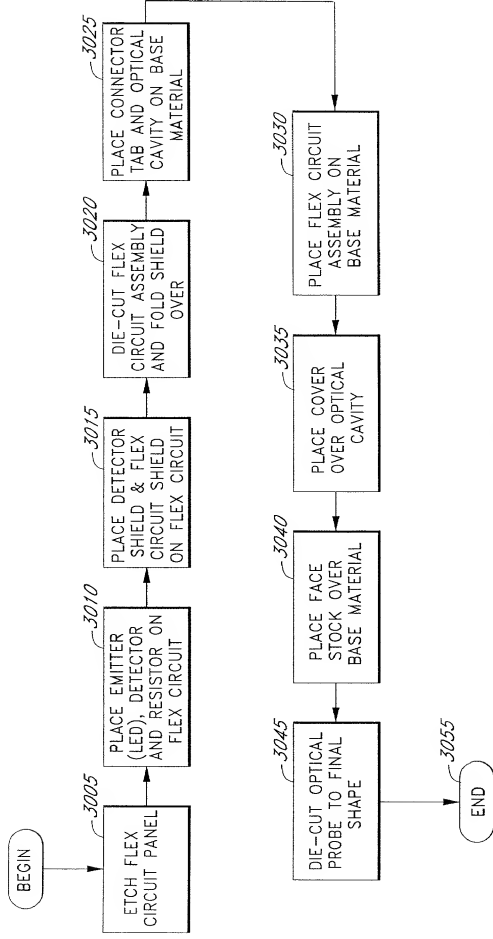 BEGIN
3005
ETCH FLEX
CIRCUIT PANEL
3010
PLACE EMITTER
(LED), DETECTOR
AND RESISTOR ON
FLEX CIRCUIT
3015
PLACE DETECTOR
SHIELD & FLEX
CIRCUIT SHIELD
ON FLEX CIRCUIT
3020
DIE-CUT FLEX
CIRCUIT ASSEMBLY
AND FOLD SHIELD
OVER
3025
PLACE CONNECTOR
TAB AND OPTICAL
CAVITY ON BASE
MATERIAL
3030
PLACE FLEX CIRCUIT
ASSEMBLY ON
BASE MATERIAL
3035
PLACE COVER
OVER OPTICAL
CAVITY
3040
PLACE FACE
STOCK OVER
BASE MATERIAL
3045
DIE-CUT OPTICAL
PROBE TO FINAL
SHAPE
3055
END